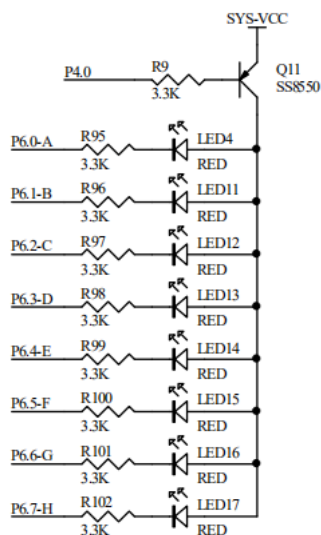 SYS-VCC
R9
Q11
P4.0
SS8550
3.3K
R95
LED4
P6.0-A
3.3K
RED
R96
LED11
P6.1-B
3.3K
RED
R97
LED12
P6.2-C
3.3K
RED
R98
LED13
P6.3-D
3.3K
RED
R99
LED14
P6.4-E
3.3K
RED
R100
LED15
P6.5-F
3.3K
RED
R101
LED16
P6.6-G
3.3K
RED
R102
LED17
P6.7-H
3.3K
RED